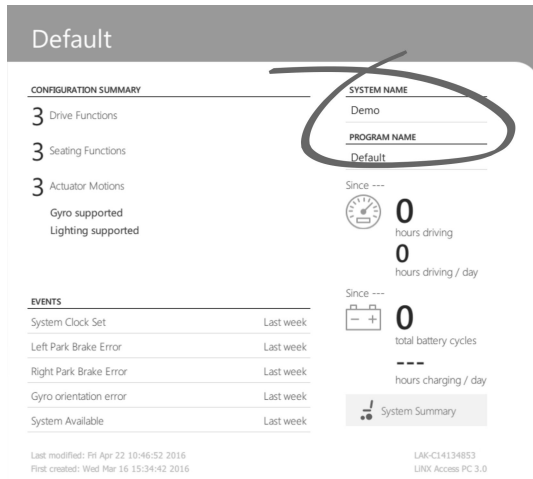 Default
CONFIGURATION SUMMARY
3 Drive Functions
3 Seating Functions
3 Actuator Motions
Gyro supported
Lighting supported
EVENTS
System Clock Set Last week
Left Park Brake Error Last week
Right Park Brake Error Last week
Gyro orientation error Last week
System Available Last week
SYSTEM NAME
Demo
PROGRAM NAME
Default
Since ---
0
hours driving
0
hours driving / day
Since ---
0
total battery cycles
---
hours charging / day
System Summary
Last modified: Fri Apr 22 10:46:52 2016
First created: Wed Mar 16 15:34:42 2016
LAK-C14134853
LiNX Access PC 3.0